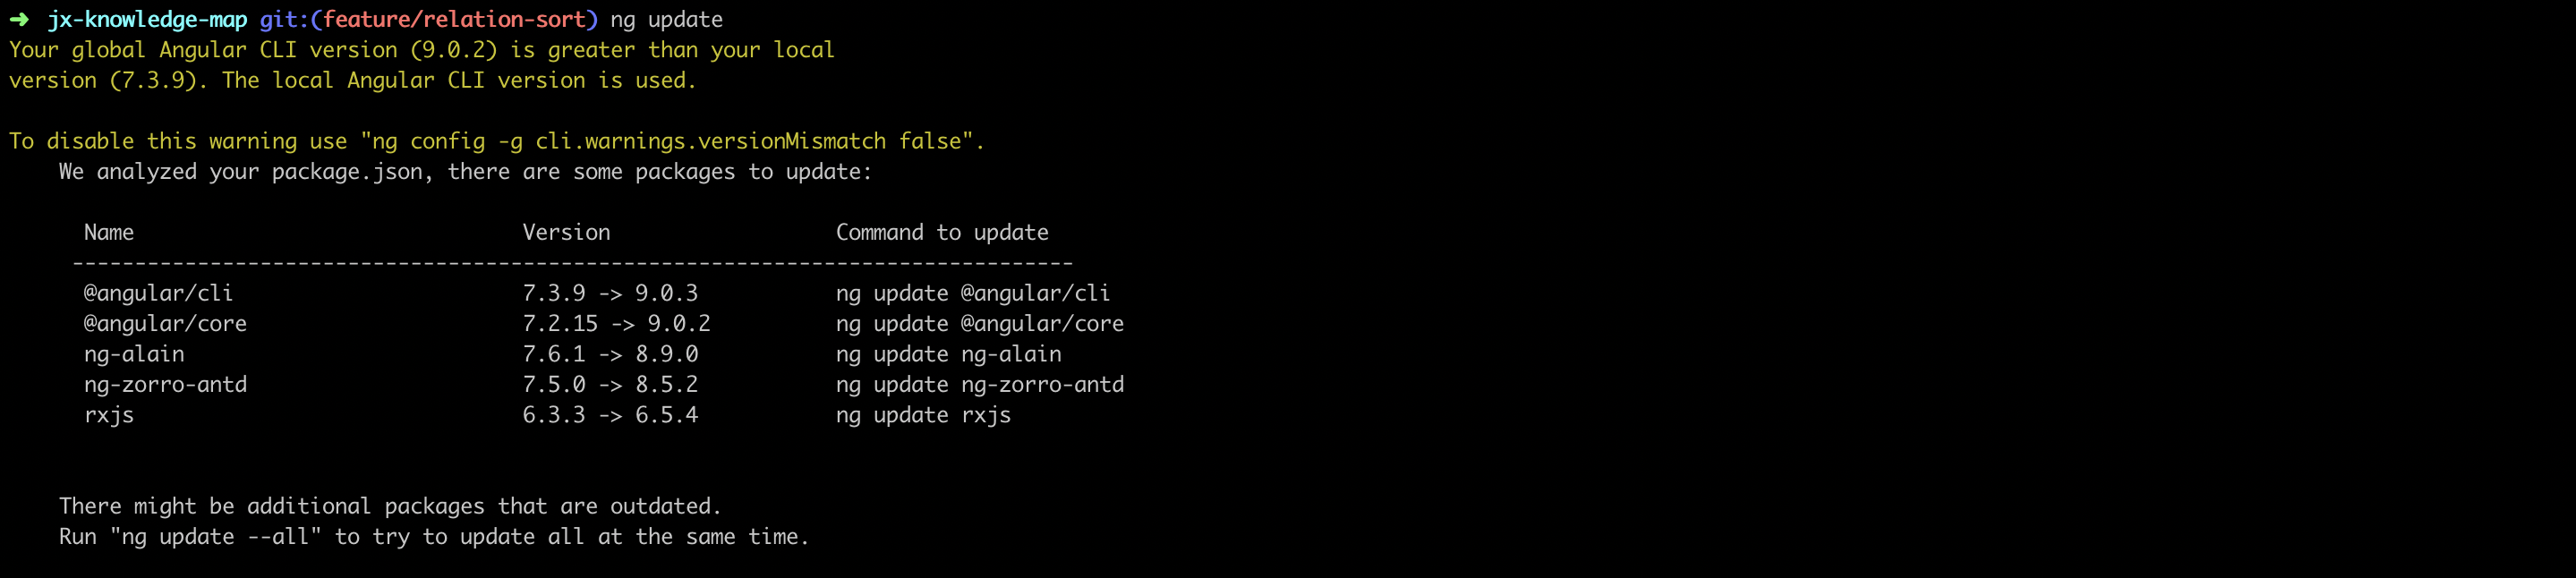 ➜ jx-knowledge-map git:(feature/relation-sort) ng update
Your global Angular CLI version (9.0.2) is greater than your local
version (7.3.9). The local Angular CLI version is used.
To disable this warning use "ng config -g cli.warnings.versionMismatch false".
We analyzed your package.json, there are some packages to update:
Name Version Command to update
--------------------------------------------------------------------------------
@angular/cli 7.3.9 -> 9.0.3 ng update @angular/cli
@angular/core 7.2.15 -> 9.0.2 ng update @angular/core
ng-alain 7.6.1 -> 8.9.0 ng update ng-alain
ng-zorro-antd 7.5.0 -> 8.5.2 ng update ng-zorro-antd
rxjs 6.3.3 -> 6.5.4 ng update rxjs
There might be additional packages that are outdated.
Run "ng update --all" to try to update all at the same time.